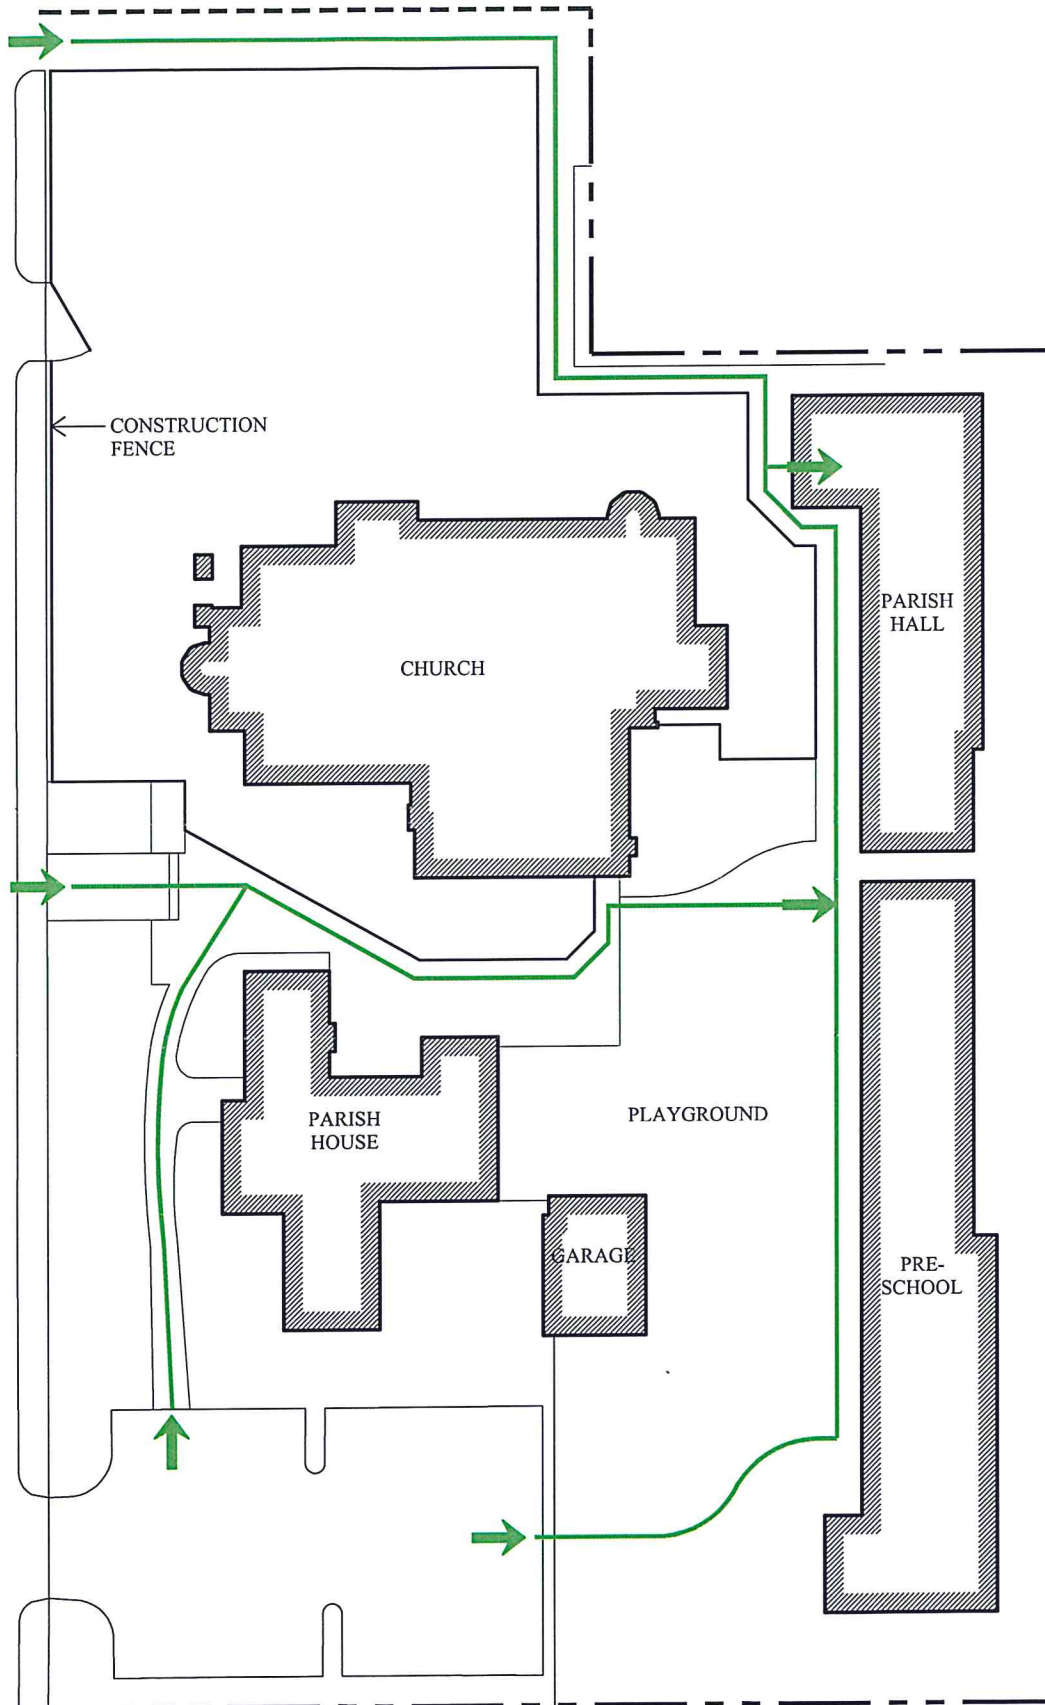 CONSTRUCTION
FENCE
PARISH
HALL
CHURCH
PARISH
HOUSE
PLAYGROUND
GARAGE
PRE-
SCHOOL